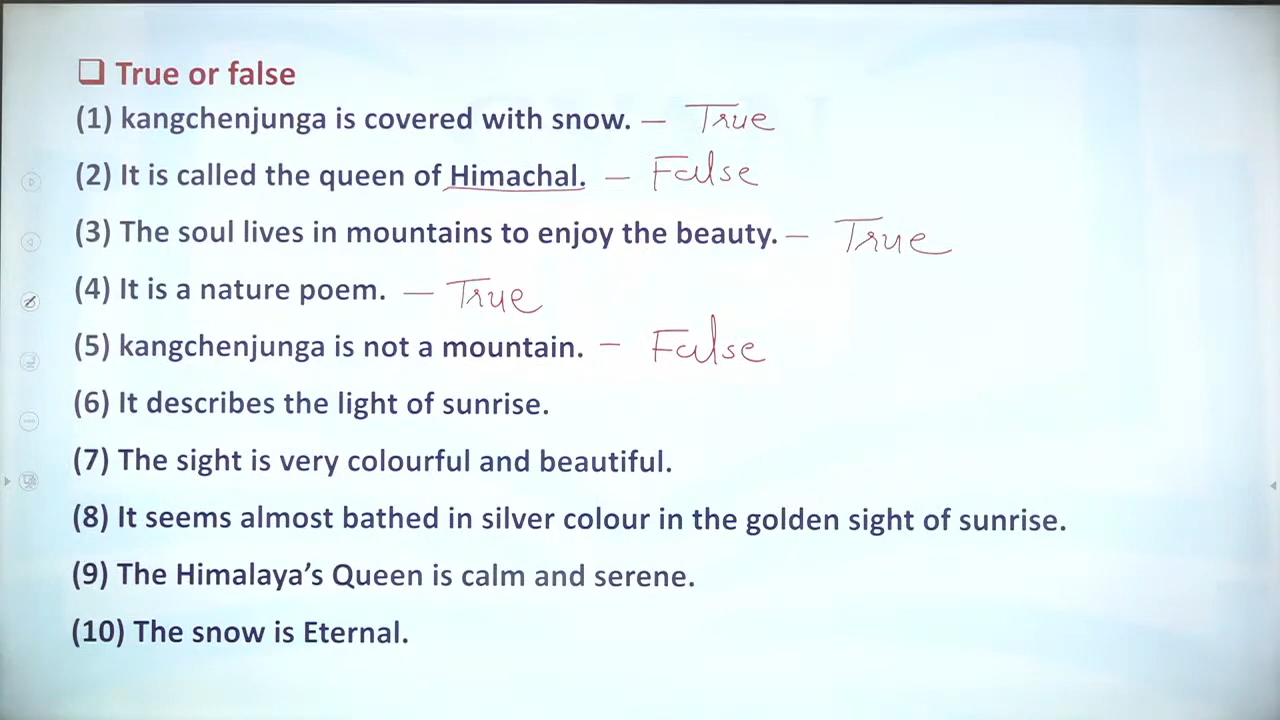 ❑ True or false
(1) kangchenjunga is covered with snow. — True
(2) It is called the queen of Himachal. — False
(3) The soul lives in mountains to enjoy the beauty. — True
(4) It is a nature poem. — True
(5) kangchenjunga is not a mountain. — False
(6) It describes the light of sunrise.
(7) The sight is very colourful and beautiful.
(8) It seems almost bathed in silver colour in the golden sight of sunrise.
(9) The Himalaya’s Queen is calm and serene.
(10) The snow is Eternal.